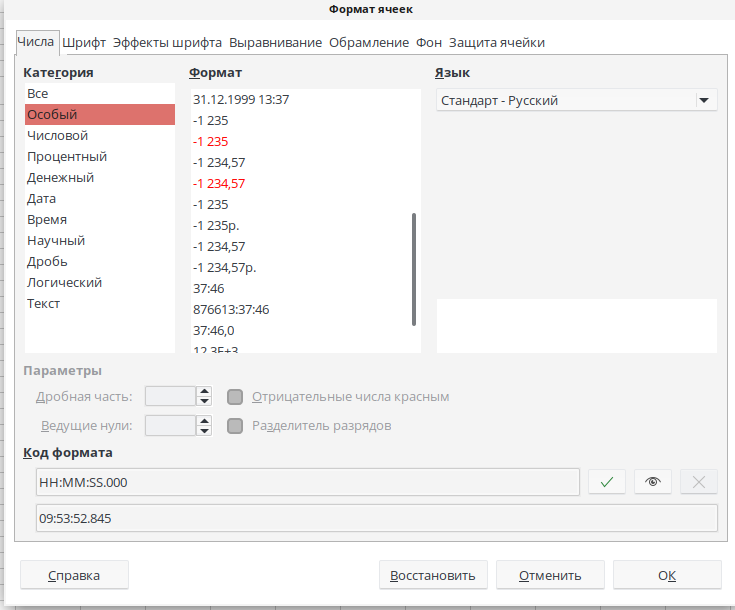 Формат ячеек
Числа Шрифт Эффекты шрифта Выравнивание Обрамление Фон Защита ячейки
Категория
Все
Особый
Числовой
Процентный
Денежный
Дата
Время
Научный
Дробь
Логический
Текст
Формат
31.12.1999 13:37
-1 235
-1 235
-1 234,57
-1 234,57
-1 235
-1 235р.
-1 234,57
-1 234,57р.
37:46
876613:37:46
37:46,0
12,3E+3
Язык
Стандарт - Русский
Параметры
Дробная часть:
Отрицательные числа красным
Ведущие нули:
Разделитель разрядов
Код формата
HH:MM:SS.000
09:53:52.845
Справка
Восстановить
Отменить
ОК